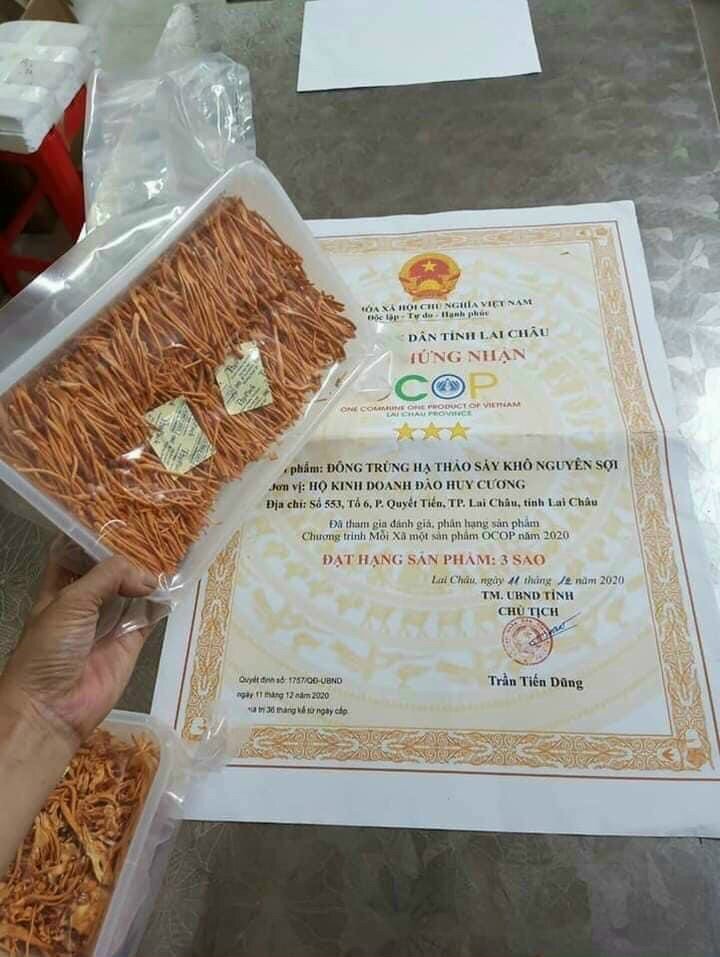 HÒA XÃ HỘI CHỦ NGHĨA VIỆT NAM
Độc lập - Tự do - Hạnh phúc
DÂN TỈNH LAI CHÂU
HỨNG NHẬN
OCOP
ONE COMMUNE ONE PRODUCT OF VIETNAM
LAI CHAU PROVINCE
phẩm: ĐÔNG TRÙNG HẠ THẢO SẤY KHÔ NGUYÊN SỢI
Đơn vị: HỘ KINH DOANH ĐÀO HUY CƯƠNG
Địa chỉ: Số 553, Tổ 6, P. Quyết Tiến, TP. Lai Châu, tỉnh Lai Châu
Đã tham gia đánh giá, phân hạng sản phẩm
Chương trình Mỗi Xã một sản phẩm OCOP năm 2020
ĐẠT HẠNG SẢN PHẨM: 3 SAO
Lai Châu, ngày 11 tháng 12 năm 2020
TM. UBND TỈNH
CHỦ TỊCH
Trần Tiến Dũng
Quyết định số: 1757/QĐ-UBND
ngày 11 tháng 12 năm 2020
giá trị 36 tháng kể từ ngày cấp.